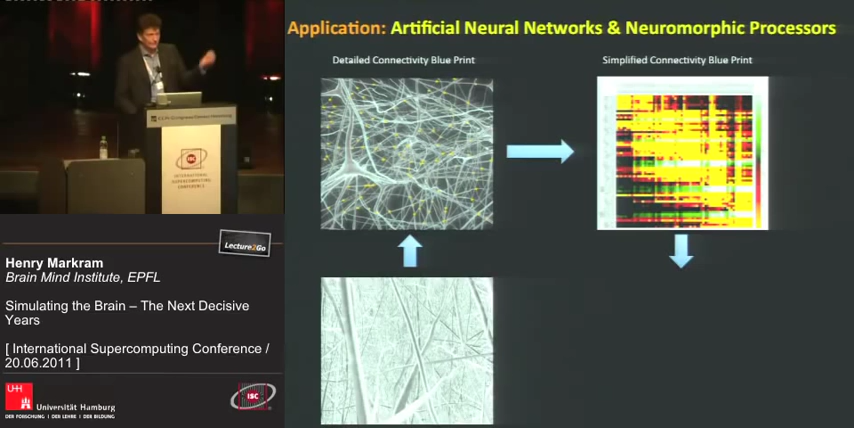 Application: Artificial Neural Networks & Neuromorphic Processors
Detailed Connectivity Blue Print
Simplified Connectivity Blue Print
ISC
INTERNATIONAL
SUPERCOMPUTING
CONFERENCE
Lecture2Go
Henry Markram
Brain Mind Institute, EPFL
Simulating the Brain – The Next Decisive
Years
[ International Supercomputing Conference /
20.06.2011 ]
UH
Universität Hamburg
DER FORSCHUNG | DER LEHRE | DER BILDUNG
ISC